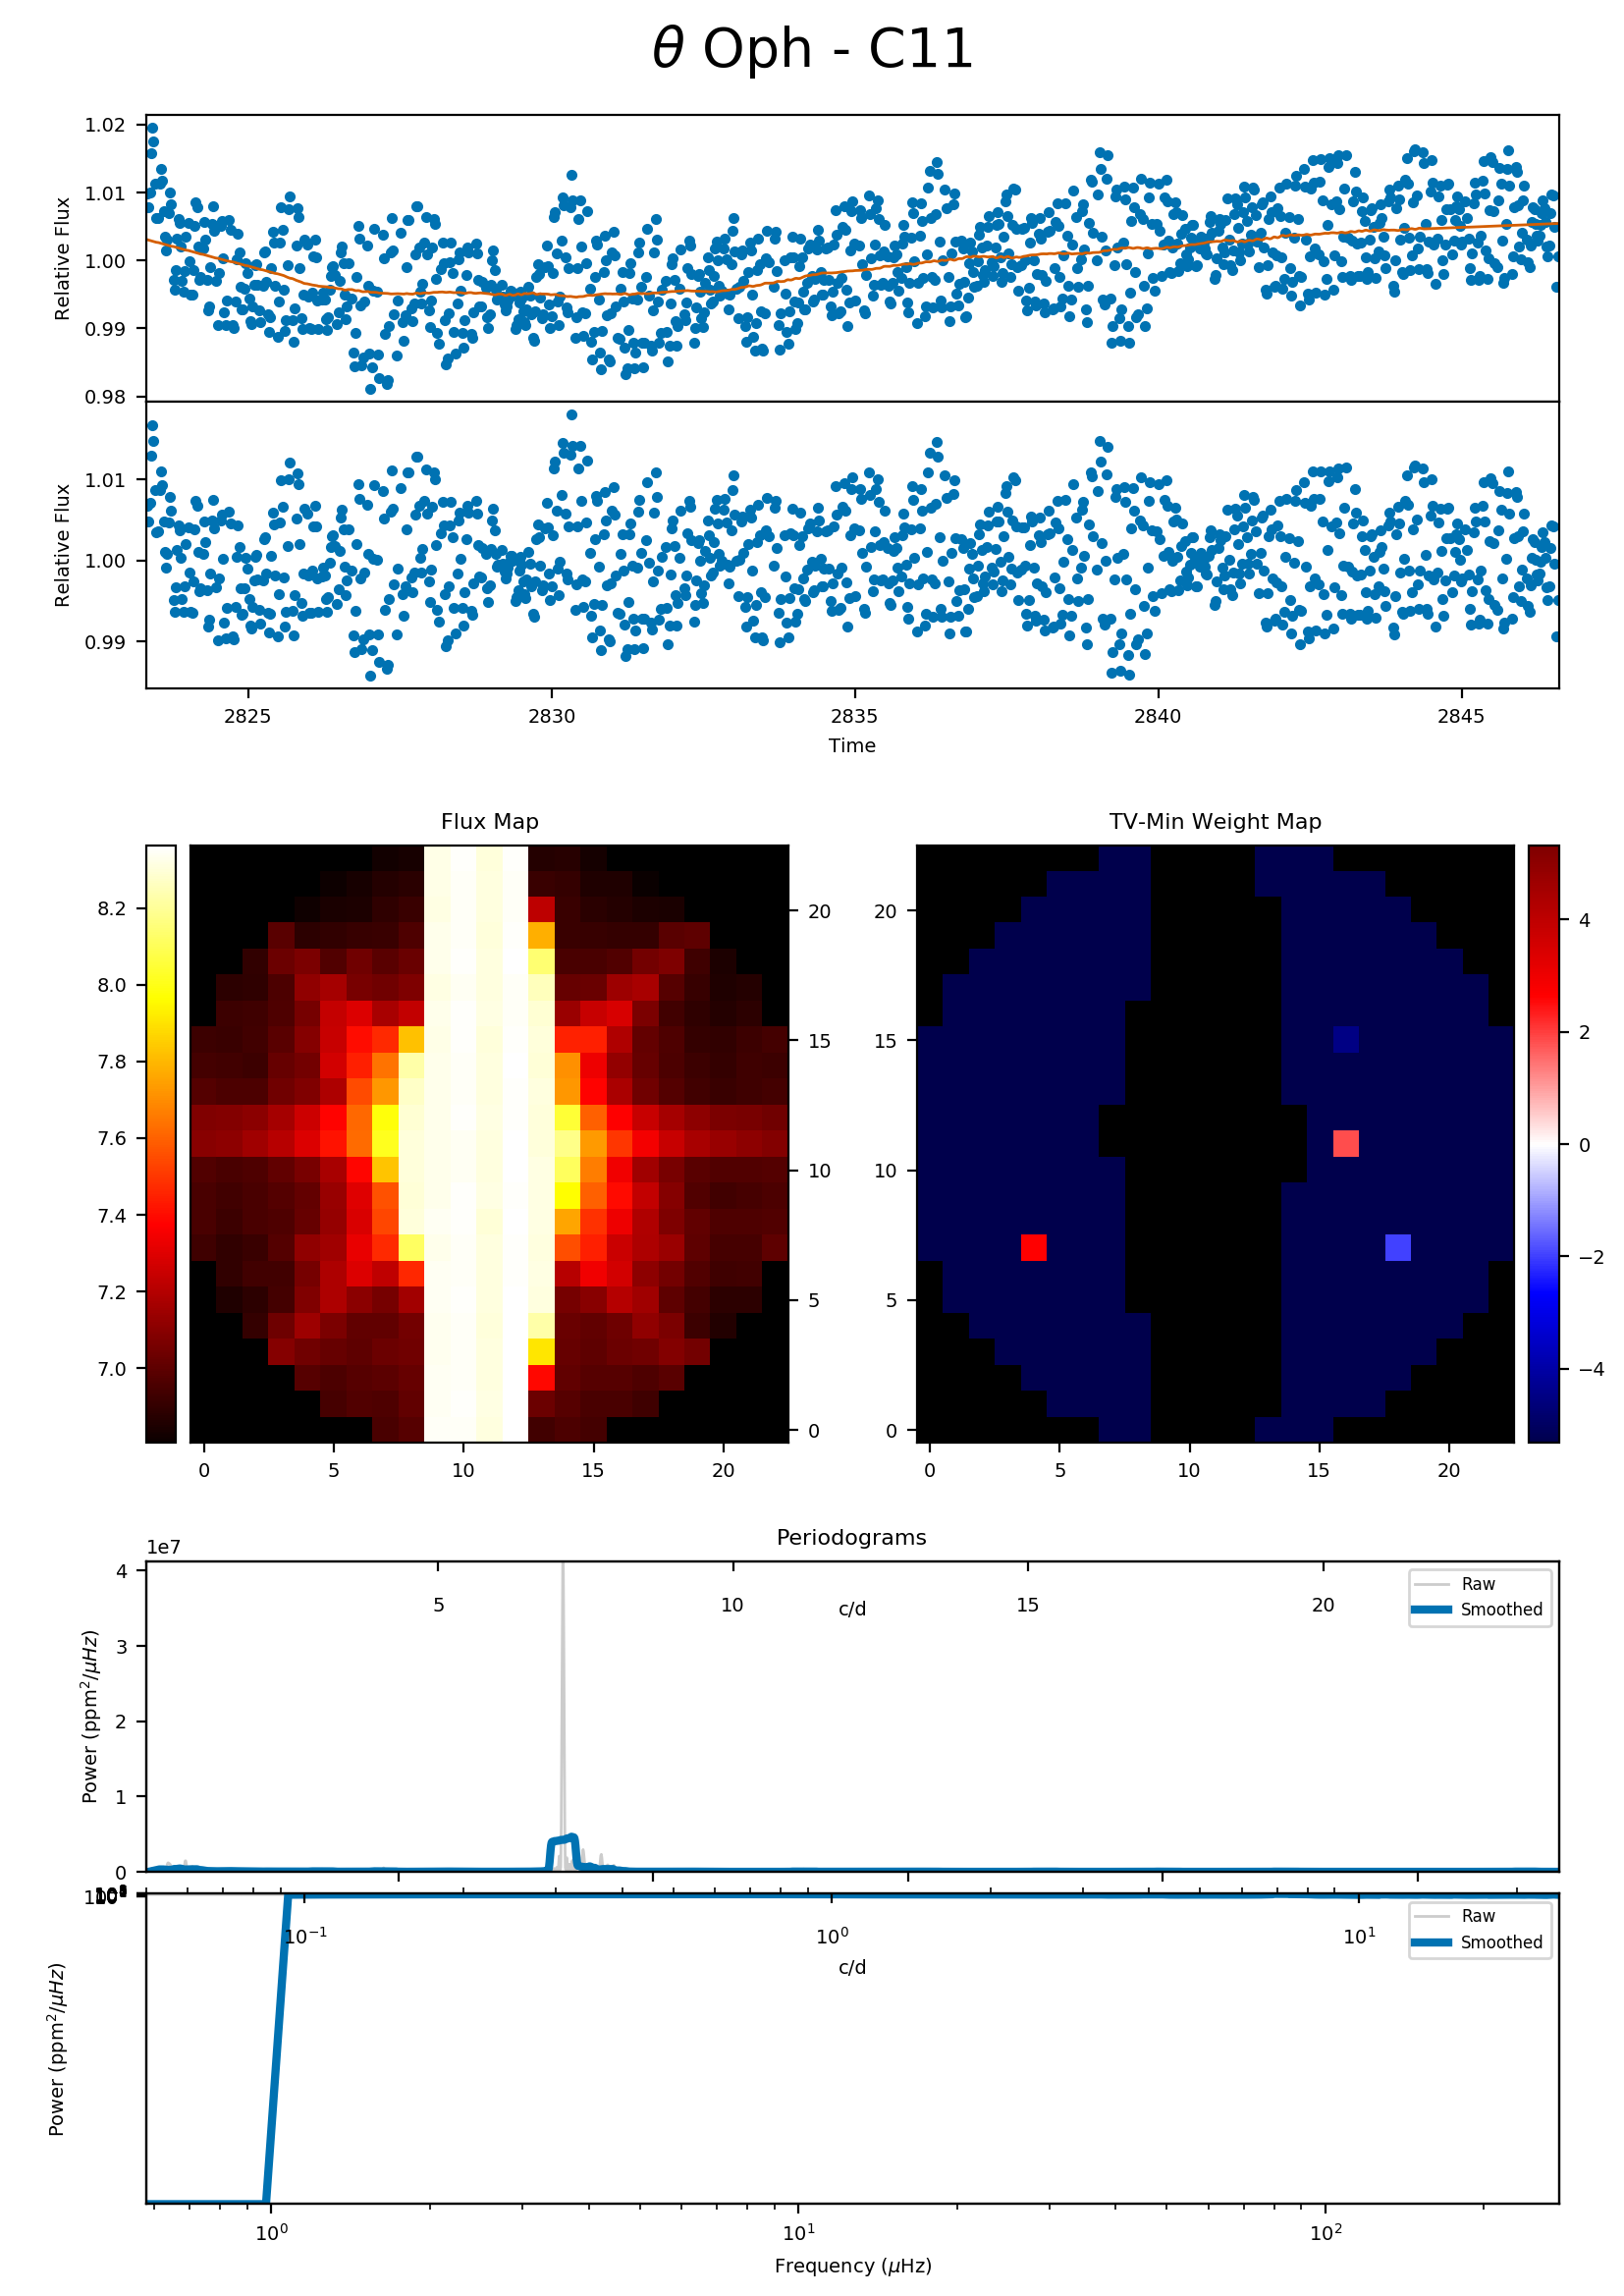 θ Oph - C11
1.02
1.01
1.00
0.99
0.98
Relative Flux
1.01
1.00
0.99
Relative Flux
2825 2830 2835 2840 2845
Time
Flux Map
TV-Min Weight Map
8.2
8.0
7.8
7.6
7.4
7.2
7.0
20
15
10
5
0
0 5 10 15 20
20
15
10
5
0
0 5 10 15 20
4
2
0
−2
−4
Periodograms
1e7
4
3
2
1
0
Power (ppm²/μHz)
5 10 15 20
c/d
Raw
Smoothed
10⁻¹ 10⁰ 10¹
c/d
Raw
Smoothed
Power (ppm²/μHz)
10⁰ 10¹ 10²
Frequency (μHz)